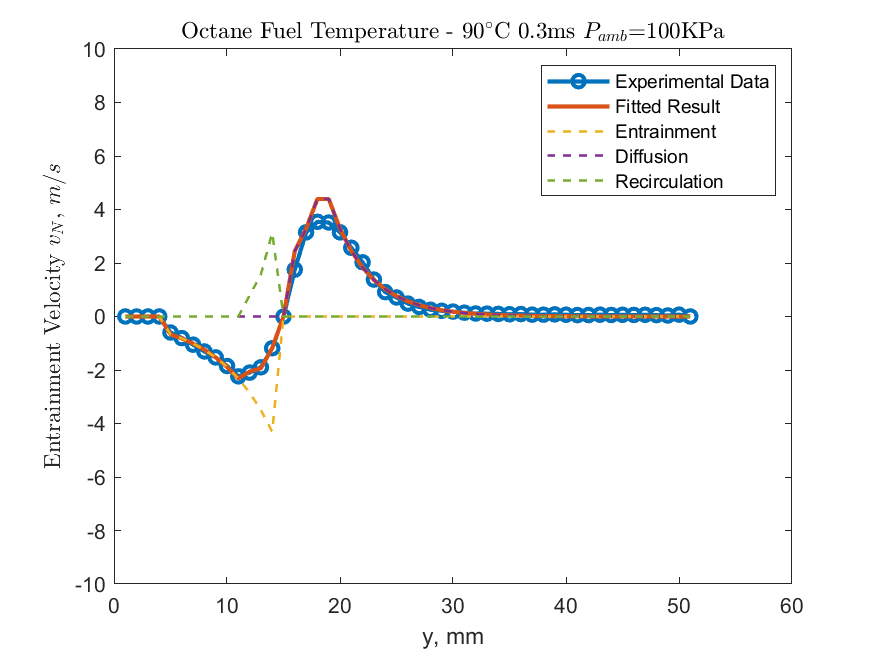 Octane Fuel Temperature - 90°C 0.3ms P_amb=100KPa
Experimental Data
Fitted Result
Entrainment
Diffusion
Recirculation
Entrainment Velocity v_N, m/s
10
8
6
4
2
0
-2
-4
-6
-8
-10
0 10 20 30 40 50 60
y, mm